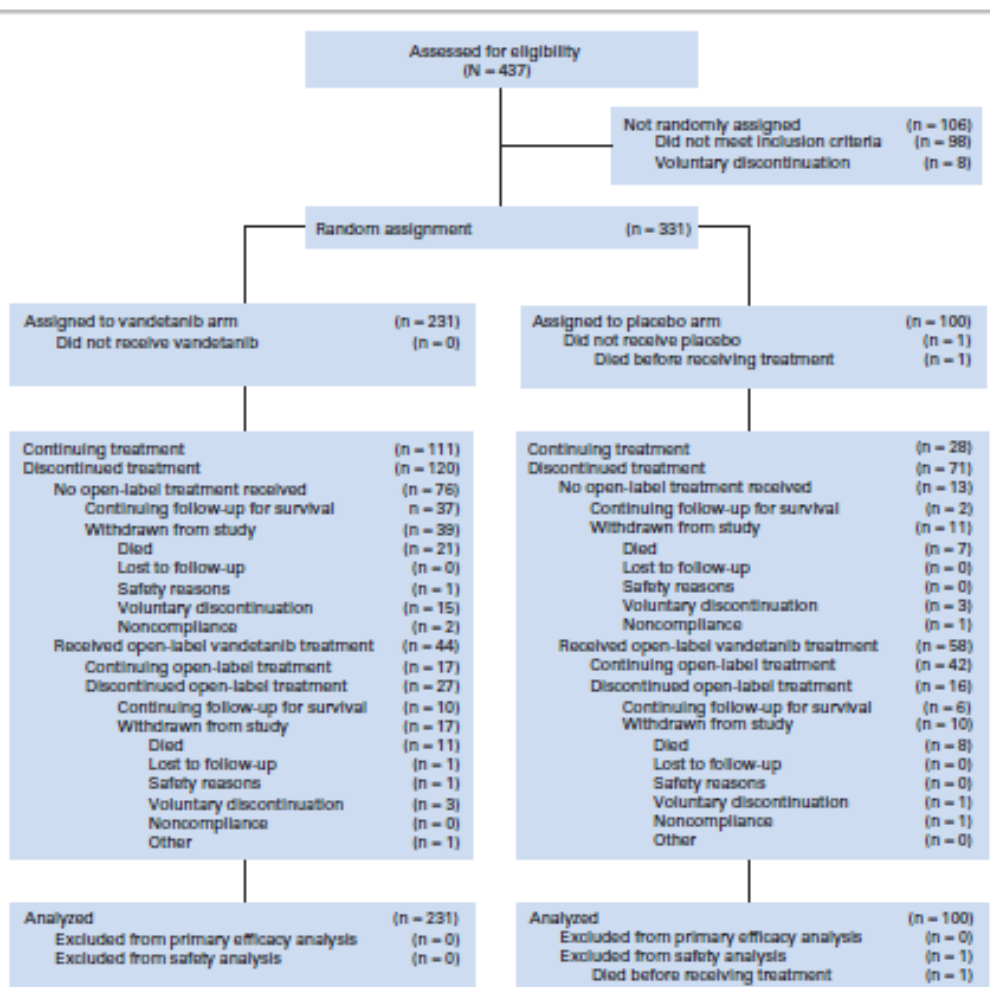 Assessed for eligibility
(N = 437)
Not randomly assigned (n = 106)
Did not meet inclusion criteria (n = 98)
Voluntary discontinuation (n = 8)
Random assignment (n = 331)
Assigned to vandetanib arm (n = 231)
Did not receive vandetanib (n = 0)
Assigned to placebo arm (n = 100)
Did not receive placebo (n = 1)
Died before receiving treatment (n = 1)
Continuing treatment (n = 111)
Discontinued treatment (n = 120)
No open-label treatment received (n = 76)
Continuing follow-up for survival n = 37)
Withdrawn from study (n = 39)
Died (n = 21)
Lost to follow-up (n = 0)
Safety reasons (n = 1)
Voluntary discontinuation (n = 15)
Noncompliance (n = 2)
Received open-label vandetanib treatment (n = 44)
Continuing open-label treatment (n = 17)
Discontinued open-label treatment (n = 27)
Continuing follow-up for survival (n = 10)
Withdrawn from study (n = 17)
Died (n = 11)
Lost to follow-up (n = 1)
Safety reasons (n = 1)
Voluntary discontinuation (n = 3)
Noncompliance (n = 0)
Other (n = 1)
Continuing treatment (n = 28)
Discontinued treatment (n = 71)
No open-label treatment received (n = 13)
Continuing follow-up for survival (n = 2)
Withdrawn from study (n = 11)
Died (n = 7)
Lost to follow-up (n = 0)
Safety reasons (n = 0)
Voluntary discontinuation (n = 3)
Noncompliance (n = 1)
Received open-label vandetanib treatment (n = 58)
Continuing open-label treatment (n = 42)
Discontinued open-label treatment (n = 16)
Continuing follow-up for survival (n = 6)
Withdrawn from study (n = 10)
Died (n = 8)
Lost to follow-up (n = 0)
Safety reasons (n = 0)
Voluntary discontinuation (n = 1)
Noncompliance (n = 1)
Other (n = 0)
Analyzed (n = 231)
Excluded from primary efficacy analysis (n = 0)
Excluded from safety analysis (n = 0)
Analyzed (n = 100)
Excluded from primary efficacy analysis (n = 0)
Excluded from safety analysis (n = 1)
Died before receiving treatment (n = 1)